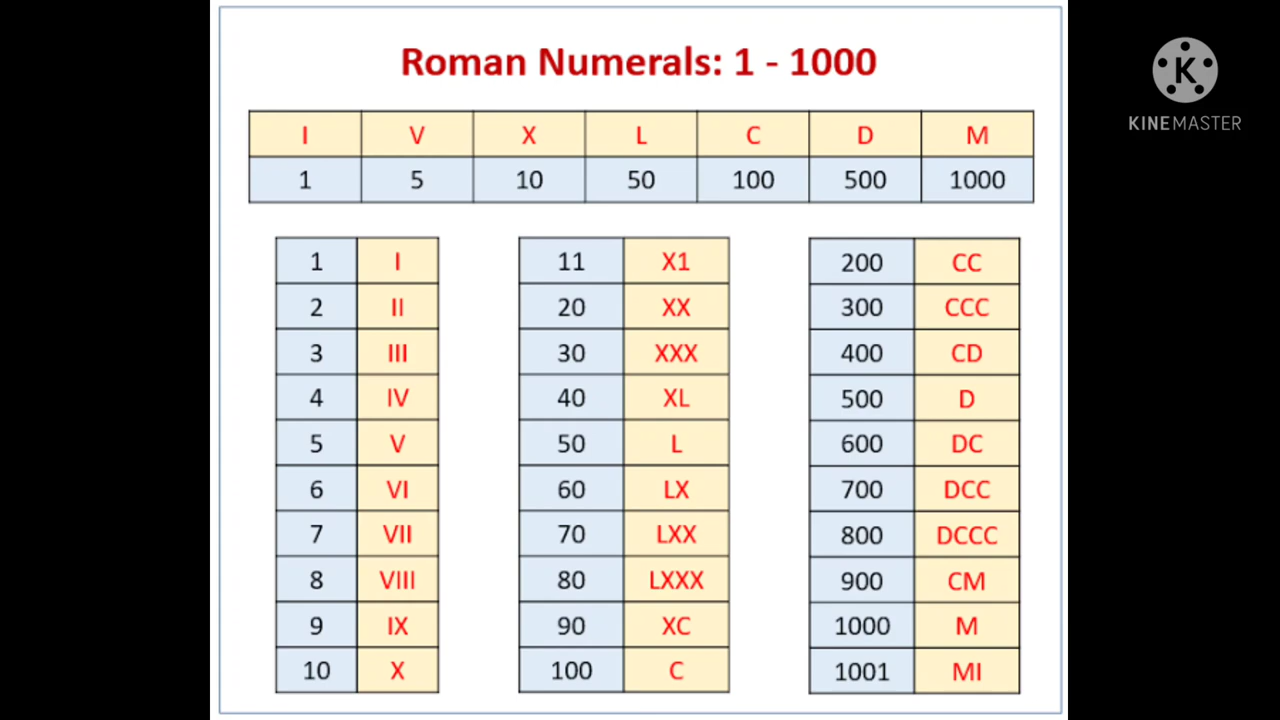 Roman Numerals: 1 - 1000
K
KINEMASTER
I V X L C D M
1 5 10 50 100 500 1000
1 I 11 X1 200 CC
2 II 20 XX 300 CCC
3 III 30 XXX 400 CD
4 IV 40 XL 500 D
5 V 50 L 600 DC
6 VI 60 LX 700 DCC
7 VII 70 LXX 800 DCCC
8 VIII 80 LXXX 900 CM
9 IX 90 XC 1000 M
10 X 100 C 1001 MI